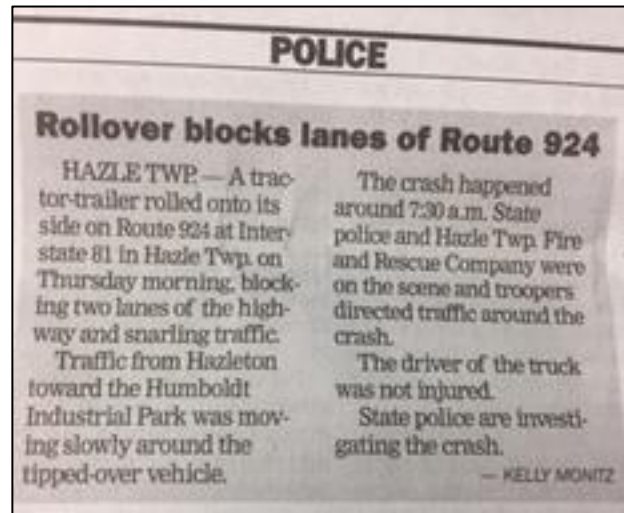 POLICE
Rollover blocks lanes of Route 924
HAZLE TWP. — A trac-
tor-trailer rolled onto its
side on Route 924 at Inter-
state 81 in Hazle Twp. on
Thursday morning, block-
ing two lanes of the high-
way and snarling traffic.
Traffic from Hazleton
toward the Humboldt
Industrial Park was mov-
ing slowly around the
tipped-over vehicle.
The crash happened
around 7:30 a.m. State
police and Hazle Twp. Fire
and Rescue Company were
on the scene and troopers
directed traffic around the
crash.
The driver of the truck
was not injured.
State police are investi-
gating the crash.
— KELLY MONITZ